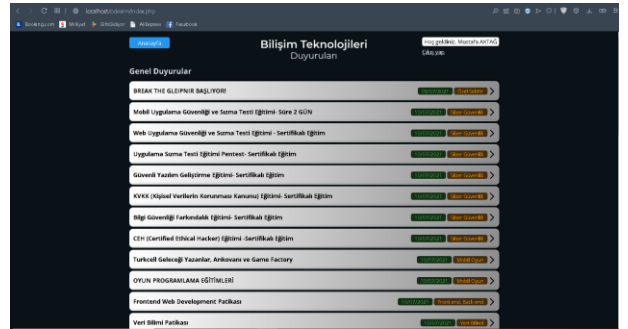 localhost
Booking.com Milliyet GittiGidiyor AliExpress Facebook
Anasayfa
Bilişim Teknolojileri
Duyuruları
Hoş geldiniz, Mustafa AKTAĞ
Çıkış yap
Genel Duyurular
BREAK THE GLEIPNIR BAŞLIYOR!
Mobil Uygulama Güvenliği ve Sızma Testi Eğitimi- Süre 2 GÜN
Siber Güvenlik
Web Uygulama Güvenliği ve Sızma Testi Eğitimi - Sertifikalı Eğitim
Siber Güvenlik
Uygulama Sızma Testi Eğitimi Pentest- Sertifikalı Eğitim
Siber Güvenlik
Güvenli Yazılım Geliştirme Eğitimi- Sertifikalı Eğitim
Siber Güvenlik
KVKK (Kişisel Verilerin Korunması Kanunu) Eğitimi- Sertifikalı Eğitim
Siber Güvenlik
Bilgi Güvenliği Farkındalık Eğitimi- Sertifikalı Eğitim
Siber Güvenlik
CEH (Certified Ethical Hacker) Eğitimi -Sertifikalı Eğitim
Siber Güvenlik
Turkcell Geleceği Yazanlar, Ankovanı ve Game Factory
Mobil Oyun
OYUN PROGRAMLAMA EĞİTİMLERİ
Mobil Oyun
Frontend Web Development Patikası
Frontend, Back-end
Veri Bilimi Patikası
Veri Bilimi